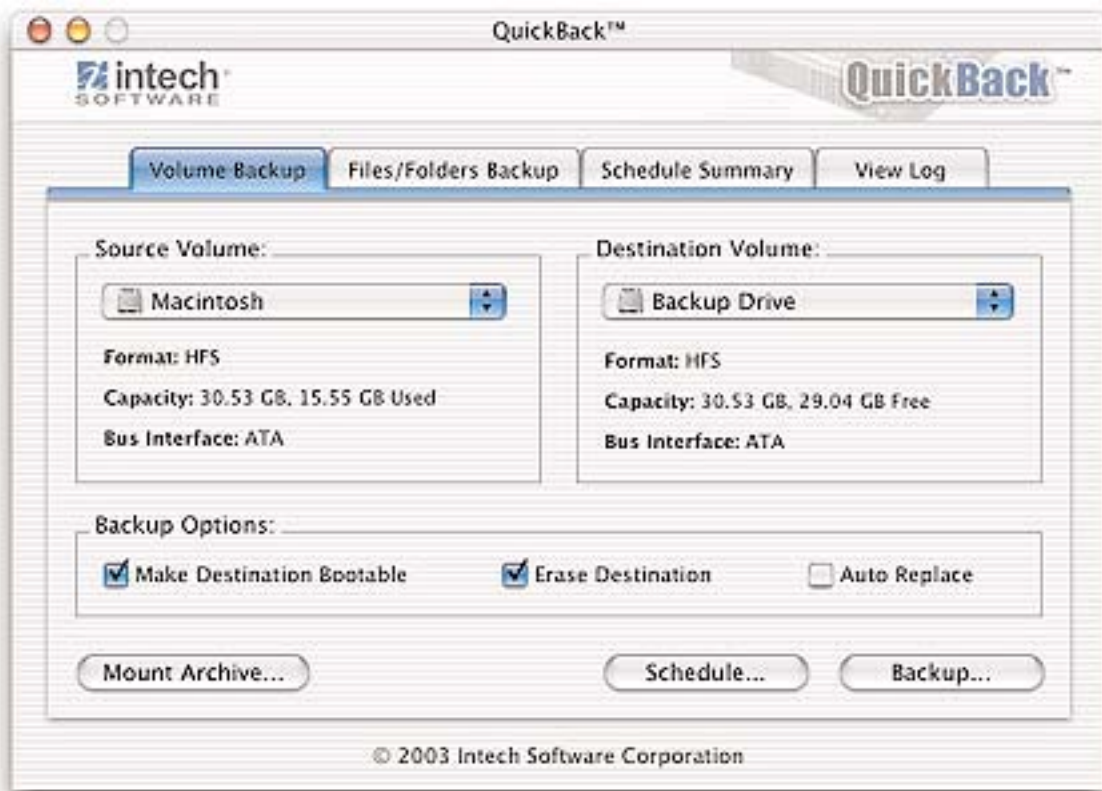 QuickBack™
intech
SOFTWARE
QuickBack™
Volume Backup
Files/Folders Backup
Schedule Summary
View Log
Source Volume:
Macintosh
Format: HFS
Capacity: 30.53 GB, 15.55 GB Used
Bus Interface: ATA
Destination Volume:
Backup Drive
Format: HFS
Capacity: 30.53 GB, 29.04 GB Free
Bus Interface: ATA
Backup Options:
Make Destination Bootable
Erase Destination
Auto Replace
Mount Archive...
Schedule...
Backup...
© 2003 Intech Software Corporation